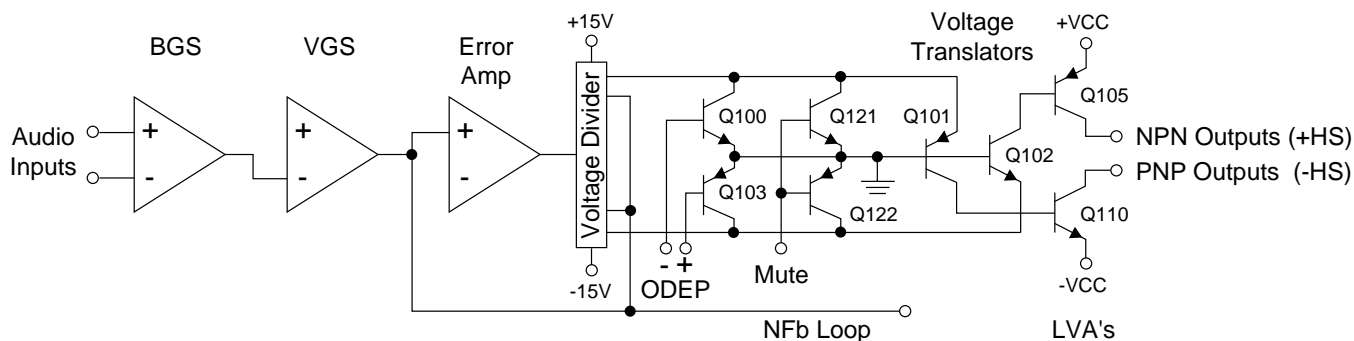 BGS
VGS
Error
Amp
+15V
Voltage
Translators
+VCC
Audio
Inputs
+
-
+
-
+
-
Voltage Divider
Q100
Q121
Q101
Q105
Q102
NPN Outputs (+HS)
PNP Outputs (-HS)
Q103
Q122
Q110
- +
ODEP
Mute
-15V
-VCC
NFb Loop
LVA's